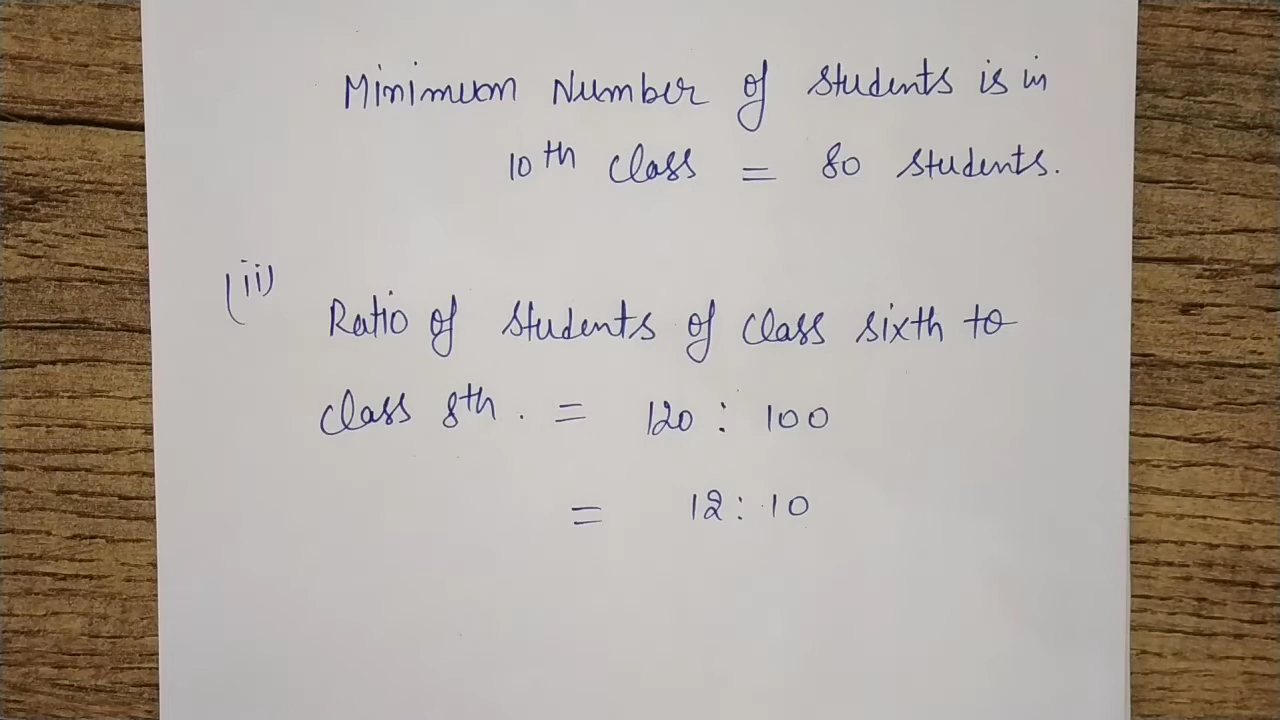 Minimum Number of students is in
10th class = 80 students.
(ii)
Ratio of students of class sixth to
class 8th. = 120 : 100
= 12 : 10